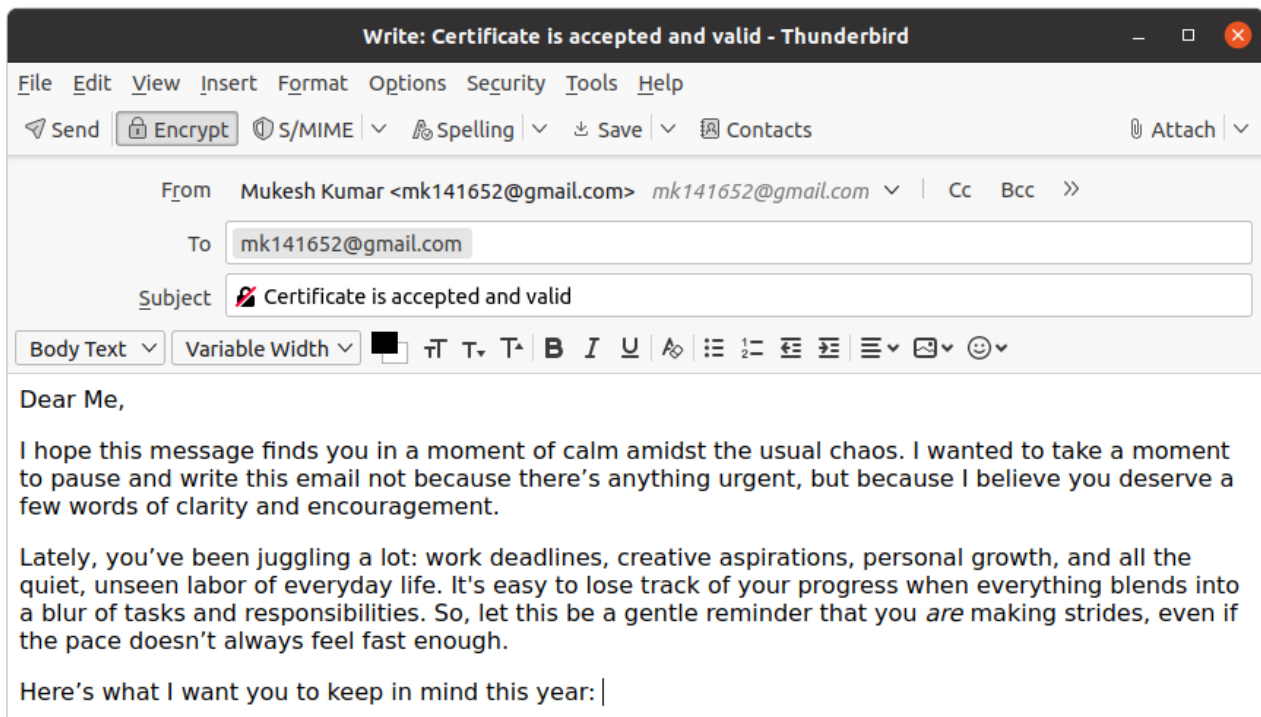 Write: Certificate is accepted and valid - Thunderbird
File Edit View Insert Format Options Security Tools Help
Send Encrypt S/MIME Spelling Save Contacts Attach
From Mukesh Kumar <mk141652@gmail.com> mk141652@gmail.com Cc Bcc
To mk141652@gmail.com
Subject Certificate is accepted and valid
Body Text Variable Width
Dear Me,
I hope this message finds you in a moment of calm amidst the usual chaos. I wanted to take a moment
to pause and write this email not because there’s anything urgent, but because I believe you deserve a
few words of clarity and encouragement.
Lately, you’ve been juggling a lot: work deadlines, creative aspirations, personal growth, and all the
quiet, unseen labor of everyday life. It's easy to lose track of your progress when everything blends into
a blur of tasks and responsibilities. So, let this be a gentle reminder that you are making strides, even if
the pace doesn’t always feel fast enough.
Here’s what I want you to keep in mind this year: